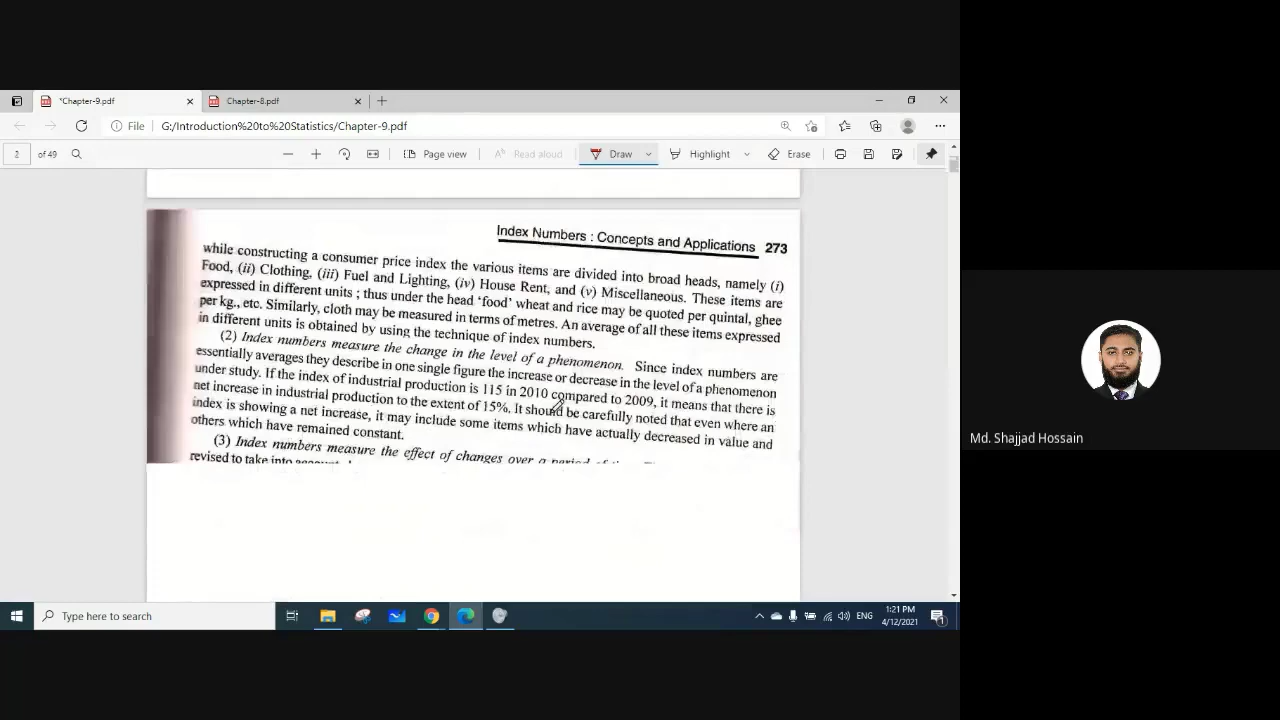 *Chapter-9.pdf
Chapter-8.pdf
File
G:/Introduction%20to%20Statistics/Chapter-9.pdf
2 of 49
Page view
Read aloud
Draw
Highlight
Erase
Index Numbers : Concepts and Applications 273
while constructing a consumer price index the various items are divided into broad heads, namely (i)
Food, (ii) Clothing, (iii) Fuel and Lighting, (iv) House Rent, and (v) Miscellaneous. These items are
expressed in different units ; thus under the head 'food' wheat and rice may be quoted per quintal, ghee
per kg., etc. Similarly, cloth may be measured in terms of metres. An average of all these items expressed
in different units is obtained by using the technique of index numbers.
(2) Index numbers measure the change in the level of a phenomenon. Since index numbers are
essentially averages they describe in one single figure the increase or decrease in the level of a phenomenon
under study. If the index of industrial production is 115 in 2010 compared to 2009, it means that there is
net increase in industrial production to the extent of 15%. It should be carefully noted that even where an
index is showing a net increase, it may include some items which have actually decreased in value and
others which have remained constant.
(3) Index numbers measure the effect of changes over a period of
revised to take into
Md. Shajjad Hossain
Type here to search
ENG
1:21 PM
4/12/2021
1